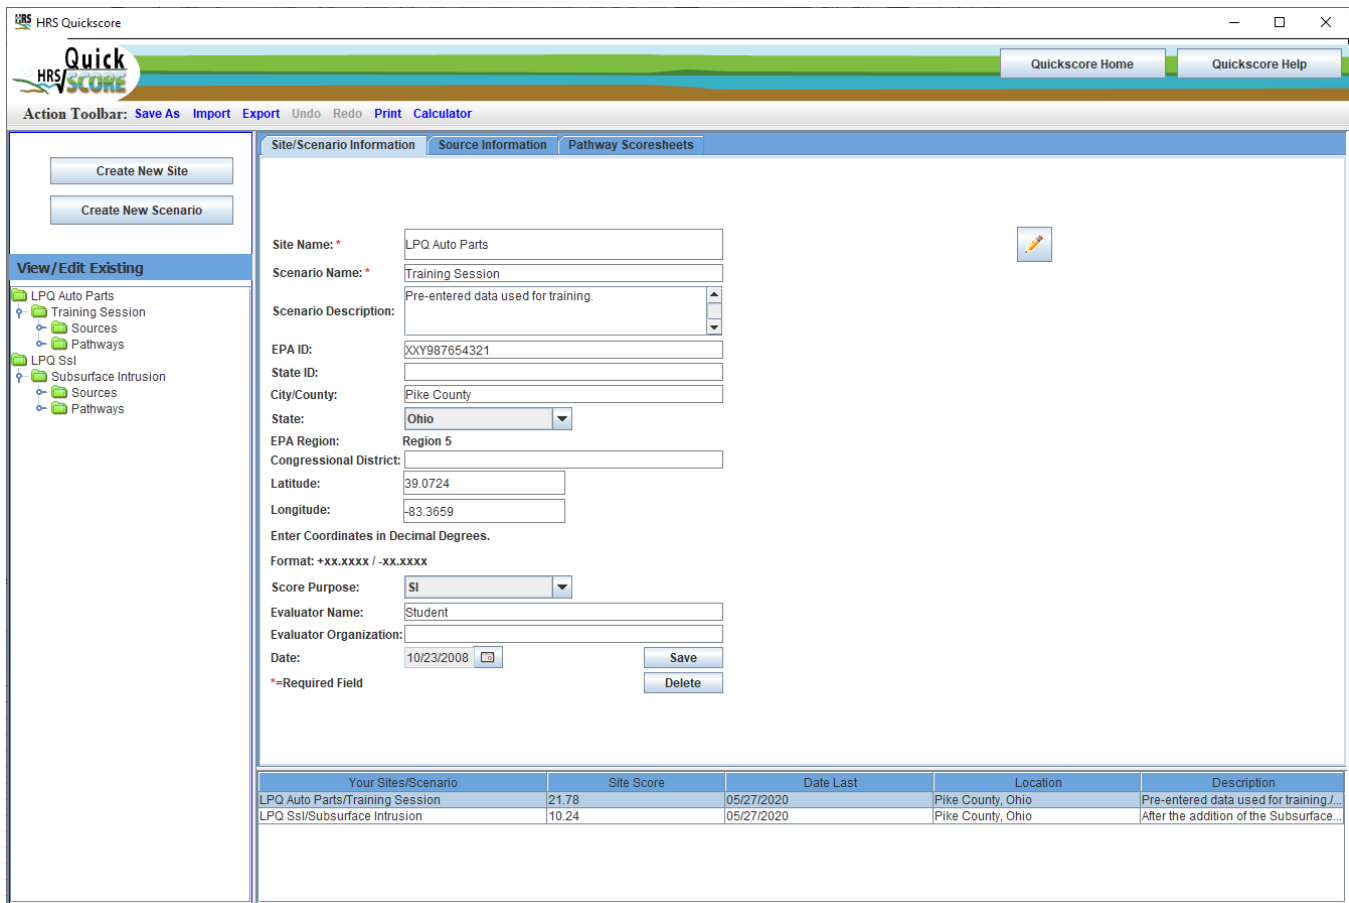 HRS Quickscore
Quick
HRS SCORE
Quickscore Home Quickscore Help
Action Toolbar: Save As Import Export Undo Redo Print Calculator
Create New Site
Create New Scenario
View/Edit Existing
LPQ Auto Parts
Training Session
Sources
Pathways
LPQ SsI
Subsurface Intrusion
Sources
Pathways
Site/Scenario Information Source Information Pathway Scoresheets
Site Name: * LPQ Auto Parts
Scenario Name: * Training Session
Scenario Description: Pre-entered data used for training.
EPA ID: XXY987654321
State ID:
City/County: Pike County
State: Ohio
EPA Region: Region 5
Congressional District:
Latitude: 39.0724
Longitude: -83.3659
Enter Coordinates in Decimal Degrees.
Format: +xx.xxxx / -xx.xxxx
Score Purpose: SI
Evaluator Name: Student
Evaluator Organization:
Date: 10/23/2008 Save
*=Required Field Delete
Your Sites/Scenario Site Score Date Last Location Description
LPQ Auto Parts/Training Session 21.78 05/27/2020 Pike County, Ohio Pre-entered data used for training./...
LPQ SsI/Subsurface Intrusion 10.24 05/27/2020 Pike County, Ohio After the addition of the Subsurface...